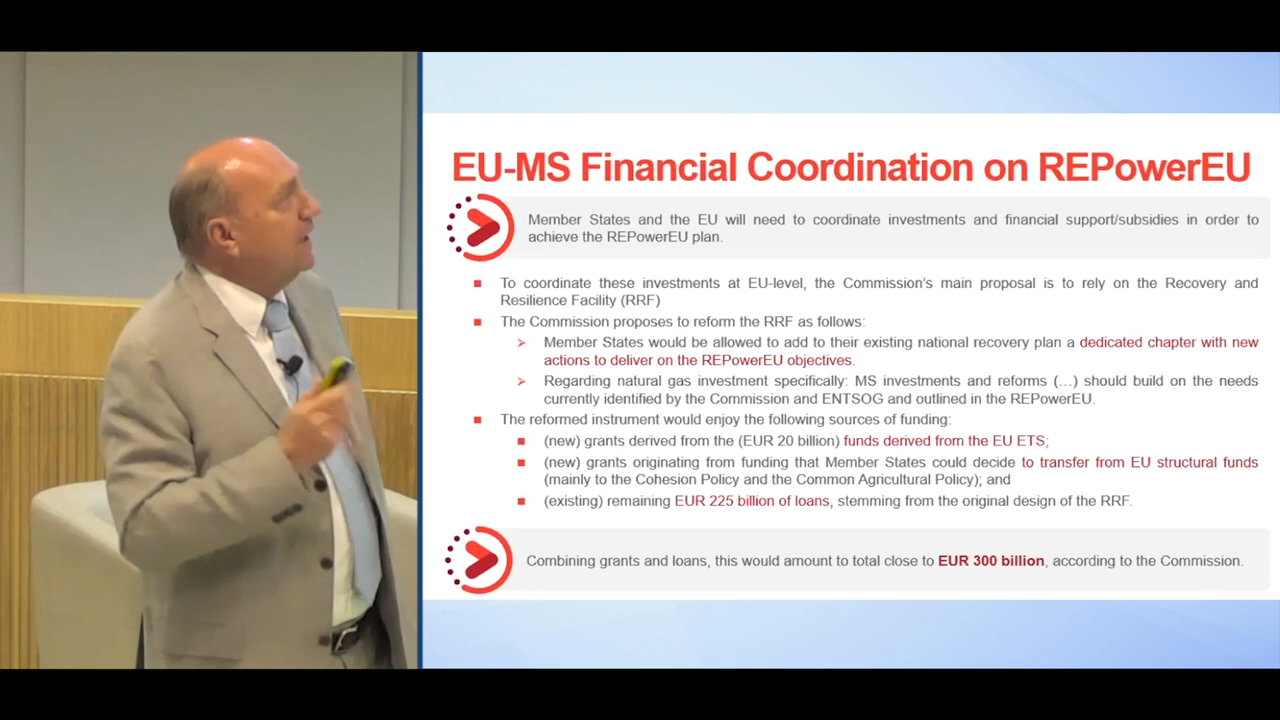 EU-MS Financial Coordination on REPowerEU
Member States and the EU will need to coordinate investments and financial support/subsidies in order to
achieve the REPowerEU plan.
To coordinate these investments at EU-level, the Commission's main proposal is to rely on the Recovery and
Resilience Facility (RRF)
The Commission proposes to reform the RRF as follows:
Member States would be allowed to add to their existing national recovery plan a dedicated chapter with new
actions to deliver on the REPowerEU objectives.
Regarding natural gas investment specifically: MS investments and reforms (…) should build on the needs
currently identified by the Commission and ENTSOG and outlined in the REPowerEU.
The reformed instrument would enjoy the following sources of funding:
(new) grants derived from the (EUR 20 billion) funds derived from the EU ETS;
(new) grants originating from funding that Member States could decide to transfer from EU structural funds
(mainly to the Cohesion Policy and the Common Agricultural Policy); and
(existing) remaining EUR 225 billion of loans, stemming from the original design of the RRF.
Combining grants and loans, this would amount to total close to EUR 300 billion, according to the Commission.